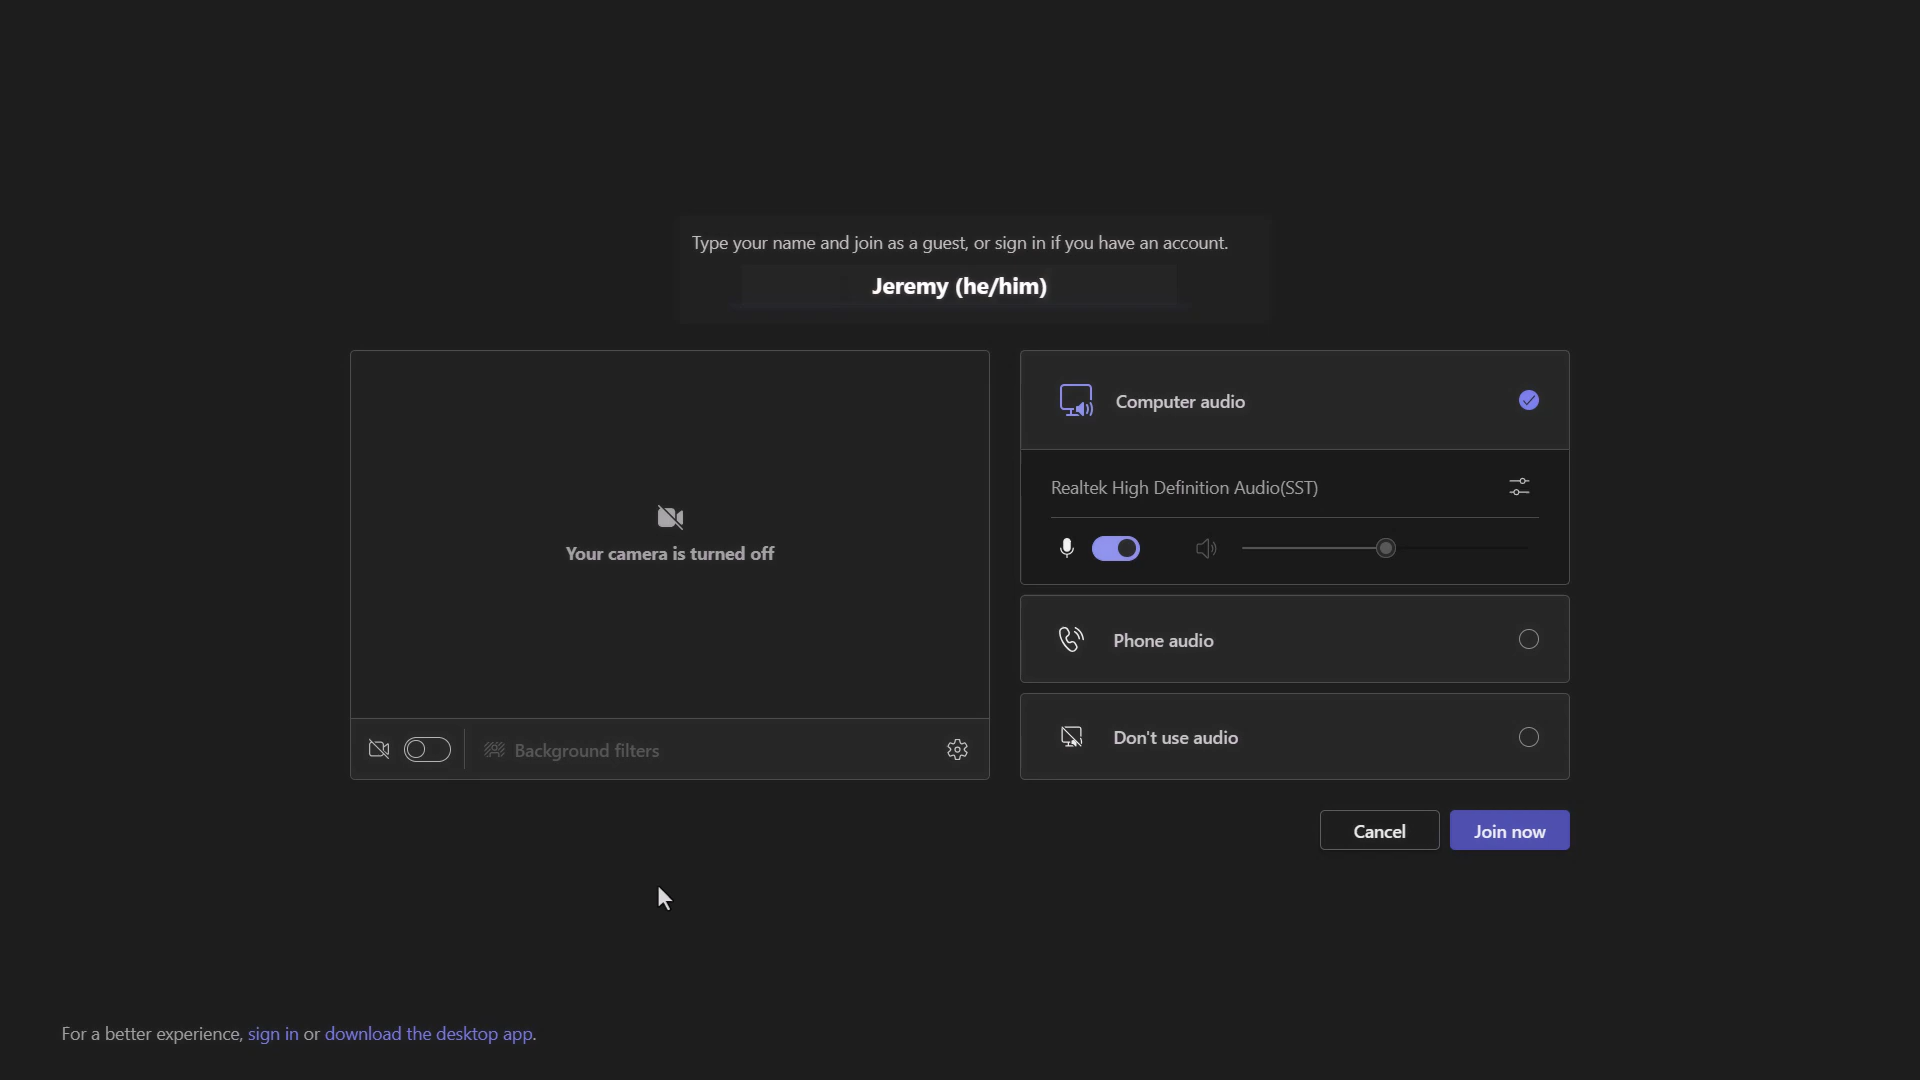 Type your name and join as a guest, or sign in if you have an account.
Jeremy (he/him)
Computer audio
Realtek High Definition Audio(SST)
Your camera is turned off
Phone audio
Don't use audio
Background filters
Cancel
Join now
For a better experience, sign in or download the desktop app.